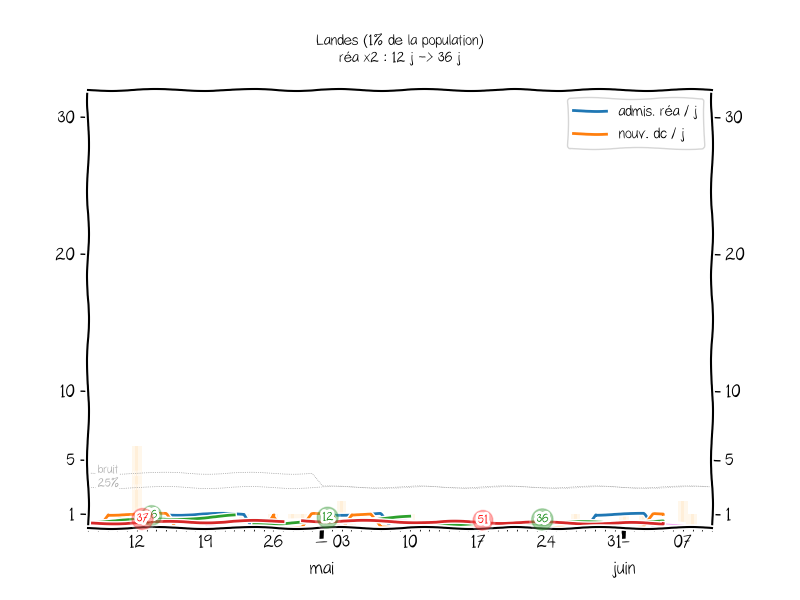 Landes (1% de la population)
réa x2 : 12 j -> 36 j
admis. réa / j
nouv. dc / j
30
30
20
20
10
10
5
5
bruit
25%
1
1
37
6
12
51
36
12 19 26 03 10 17 24 31 07
mai juin